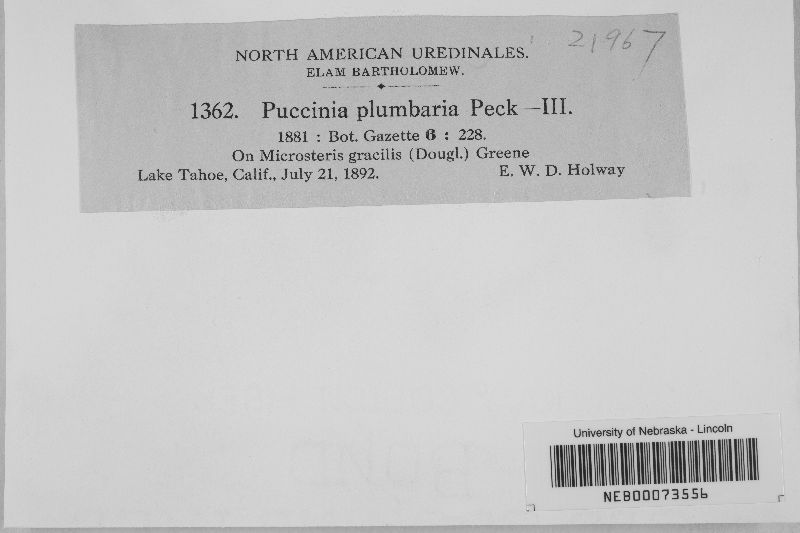 21967
NORTH AMERICAN UREDINALES.
ELAM BARTHOLOMEW.
1362. Puccinia plumbaria Peck —III.
1881 : Bot. Gazette 6 : 228.
On Microsteris gracilis (Dougl.) Greene
Lake Tahoe, Calif., July 21, 1892. E. W. D. Holway
University of Nebraska - Lincoln
NEB00073556